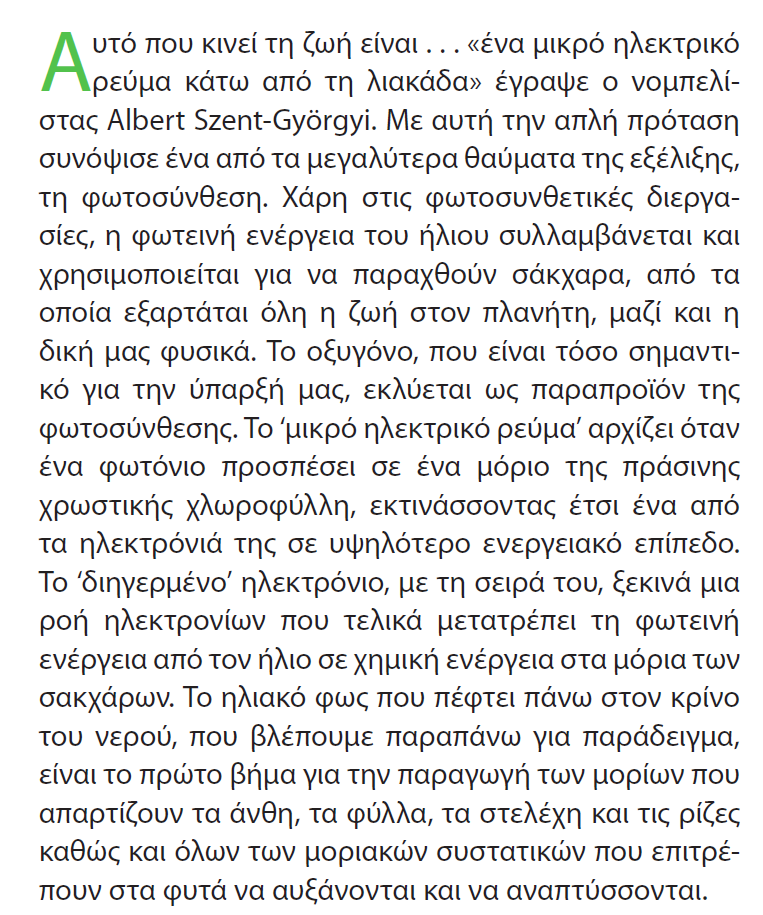 Αυτό που κινεί τη ζωή είναι . . . «ένα μικρό ηλεκτρικό
ρεύμα κάτω από τη λιακάδα» έγραψε ο νομπελί-
στας Albert Szent-Györgyi. Με αυτή την απλή πρόταση
συνόψισε ένα από τα μεγαλύτερα θαύματα της εξέλιξης,
τη φωτοσύνθεση. Χάρη στις φωτοσυνθετικές διεργα-
σίες, η φωτεινή ενέργεια του ήλιου συλλαμβάνεται και
χρησιμοποιείται για να παραχθούν σάκχαρα, από τα
οποία εξαρτάται όλη η ζωή στον πλανήτη, μαζί και η
δική μας φυσικά. Το οξυγόνο, που είναι τόσο σημαντι-
κό για την ύπαρξή μας, εκλύεται ως παραπροϊόν της
φωτοσύνθεσης. Το ‘μικρό ηλεκτρικό ρεύμα’ αρχίζει όταν
ένα φωτόνιο προσπέσει σε ένα μόριο της πράσινης
χρωστικής χλωροφύλλη, εκτινάσσοντας έτσι ένα από
τα ηλεκτρόνιά της σε υψηλότερο ενεργειακό επίπεδο.
Το ‘διηγερμένο’ ηλεκτρόνιο, με τη σειρά του, ξεκινά μια
ροή ηλεκτρονίων που τελικά μετατρέπει τη φωτεινή
ενέργεια από τον ήλιο σε χημική ενέργεια στα μόρια των
σακχάρων. Το ηλιακό φως που πέφτει πάνω στον κρίνο
του νερού, που βλέπουμε παραπάνω για παράδειγμα,
είναι το πρώτο βήμα για την παραγωγή των μορίων που
απαρτίζουν τα άνθη, τα φύλλα, τα στελέχη και τις ρίζες
καθώς και όλων των μοριακών συστατικών που επιτρέ-
πουν στα φυτά να αυξάνονται και να αναπτύσσονται.